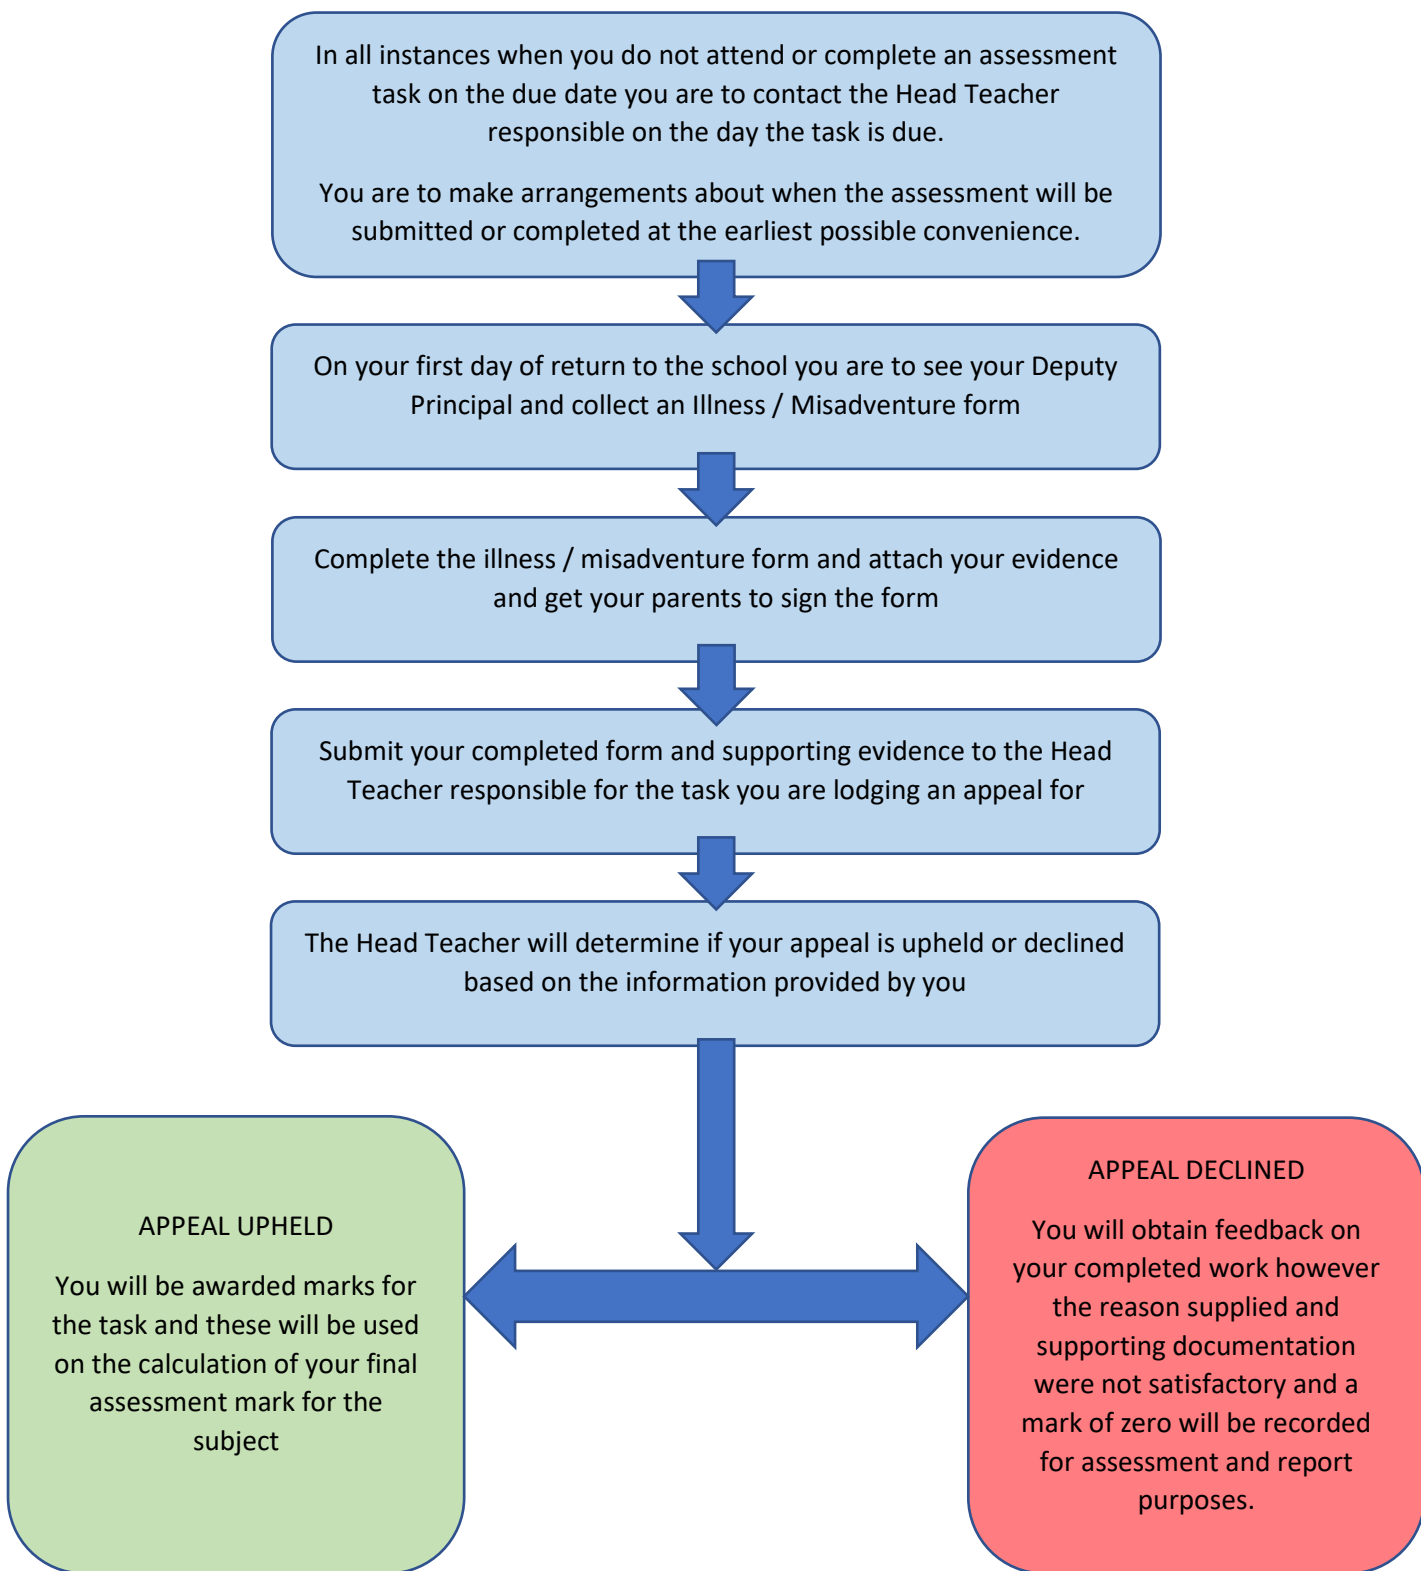 In all instances when you do not attend or complete an assessment
task on the due date you are to contact the Head Teacher
responsible on the day the task is due.
You are to make arrangements about when the assessment will be
submitted or completed at the earliest possible convenience.
On your first day of return to the school you are to see your Deputy
Principal and collect an Illness / Misadventure form
Complete the illness / misadventure form and attach your evidence
and get your parents to sign the form
Submit your completed form and supporting evidence to the Head
Teacher responsible for the task you are lodging an appeal for
The Head Teacher will determine if your appeal is upheld or declined
based on the information provided by you
APPEAL UPHELD
You will be awarded marks for
the task and these will be used
on the calculation of your final
assessment mark for the
subject
APPEAL DECLINED
You will obtain feedback on
your completed work however
the reason supplied and
supporting documentation
were not satisfactory and a
mark of zero will be recorded
for assessment and report
purposes.